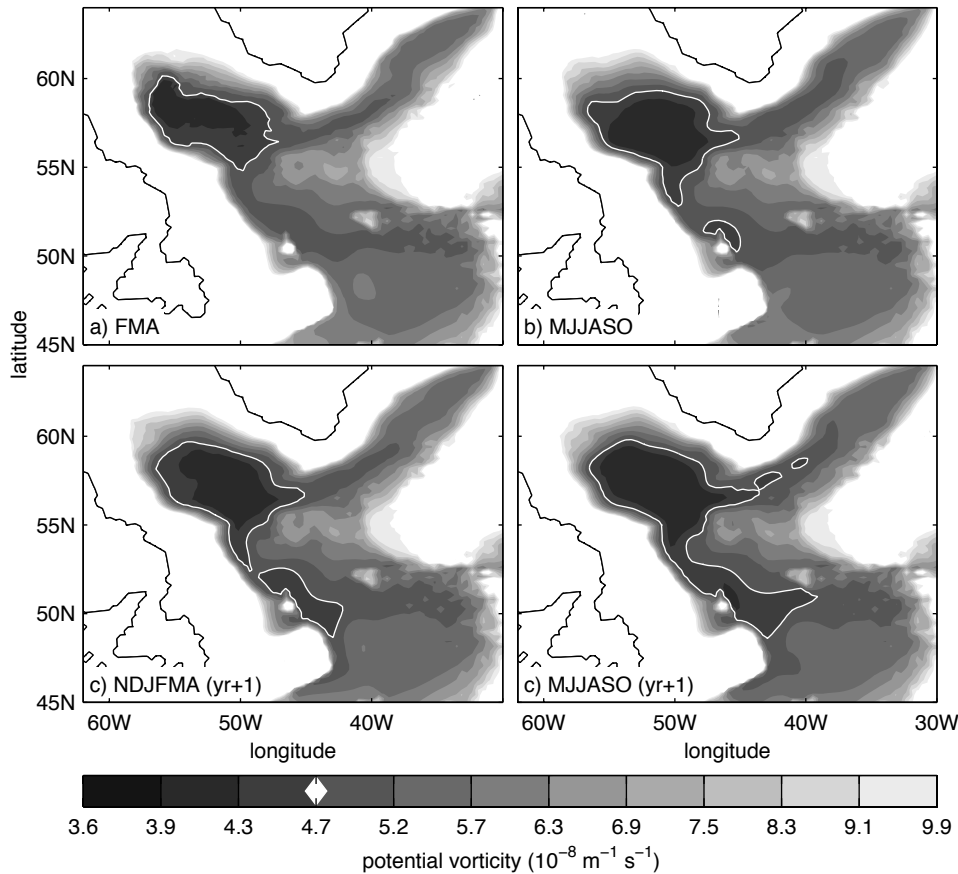 60N
55N
50N
45N
latitude
a) FMA
b) MJJASO
60N
55N
50N
45N
c) NDJFMA (yr+1)
c) MJJASO (yr+1)
60W 50W 40W
60W 50W 40W 30W
longitude
longitude
3.6 3.9 4.3 4.7 5.2 5.7 6.3 6.9 7.5 8.3 9.1 9.9
potential vorticity (10⁻⁸ m⁻¹ s⁻¹)